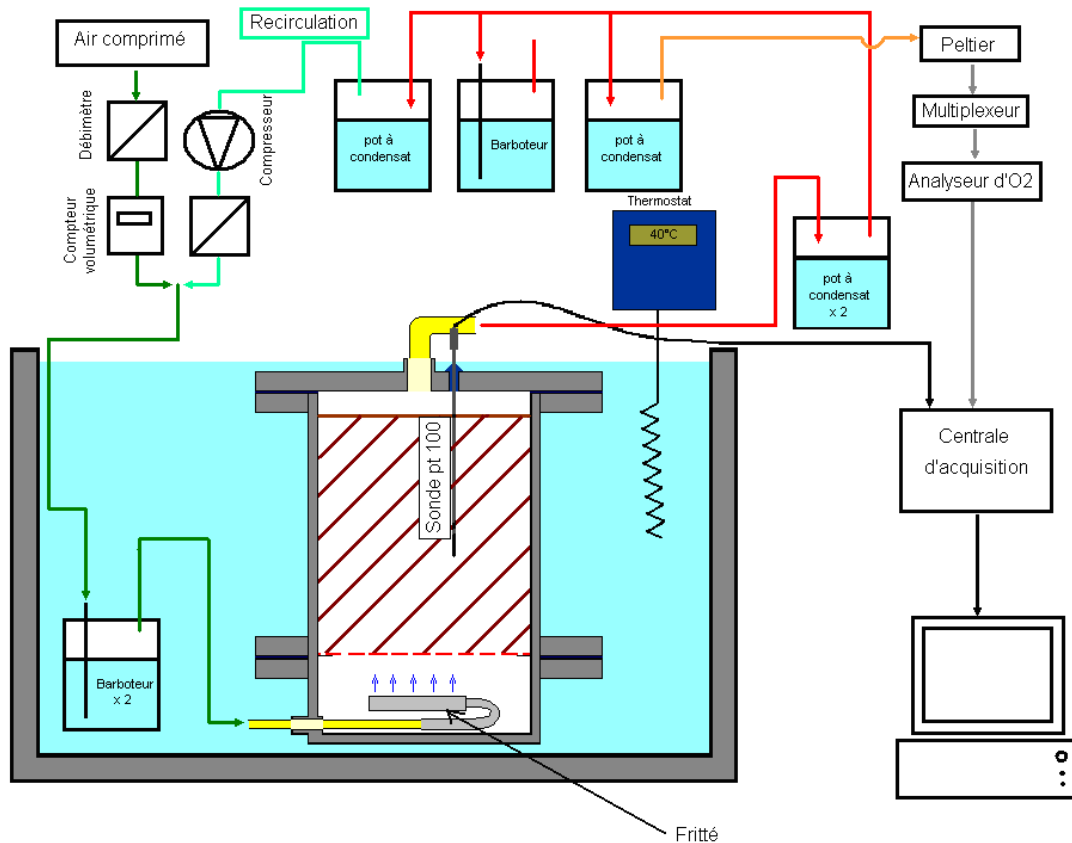 Air comprimé
Recirculation
Débimètre
Compresseur
Compteur
volumétrique
pot à
condensat
Barboteur
pot à
condensat
Peltier
Multiplexeur
Analyseur d'O2
Thermostat
40°C
pot à
condensat
x 2
Sonde pt 100
Centrale
d'acquisition
Barboteur
x 2
Fritté